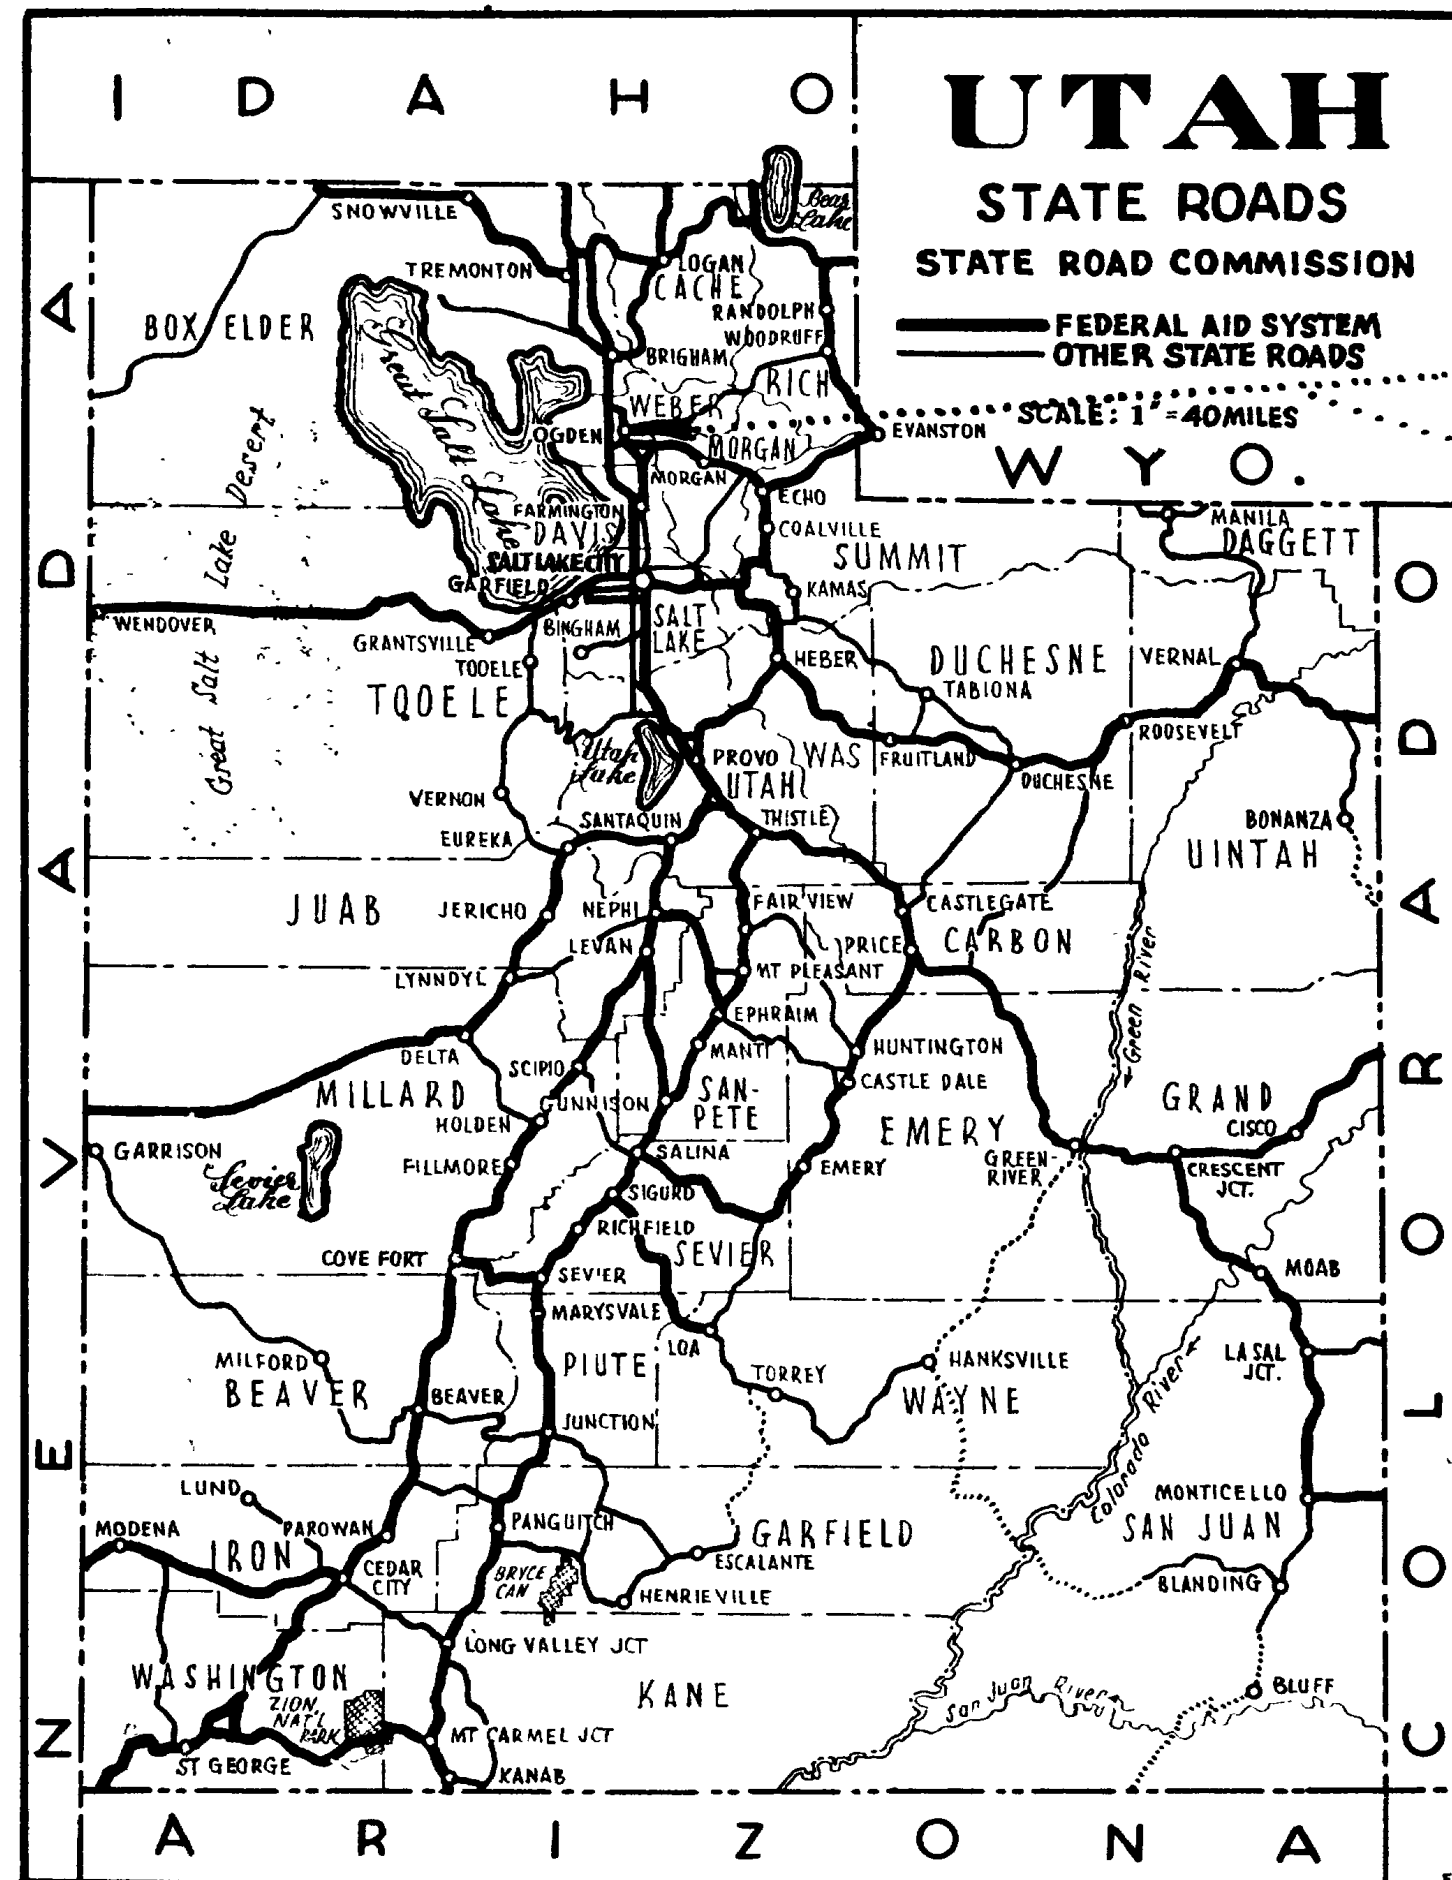 I D A H O
UTAH
STATE ROADS
STATE ROAD COMMISSION
FEDERAL AID SYSTEM
OTHER STATE ROADS
SCALE: 1"=40 MILES
W Y O.
N E V A D A
C O L O R A D O
A R I Z O N A
SNOWVILLE
Bear
Lake
TREMONTON
LOGAN
CACHE
RANDOLPH
BOX ELDER
WOODRUFF
BRIGHAM
RICH
Great Salt Lake
WEBER
OGDEN
MORGAN
EVANSTON
MORGAN
ECHO
Great Salt Lake Desert
FARMINGTON
DAVIS
COALVILLE
MANILA
DAGGETT
SUMMIT
SALT LAKE CITY
GARFIELD
KAMAS
WENDOVER
BINGHAM
SALT
LAKE
GRANTSVILLE
TOOELE
HEBER
DUCHESNE
VERNAL
TOOELE
TABIONA
ROOSEVELT
Utah
Lake
PROVO
WAS
FRUITLAND
UTAH
DUCHESNE
VERNON
SANTAQUIN
THISTLE
BONANZA
EUREKA
UINTAH
JUAB
JERICHO
NEPHI
FAIRVIEW
CASTLEGATE
LEVAN
PRICE
CARBON
Green River
LYNNDYL
MT PLEASANT
EPHRAIM
DELTA
MANTI
HUNTINGTON
SCIPIO
CASTLE DALE
MILLARD
GUNNISON
SAN-
PETE
GRAND
HOLDEN
EMERY
CISCO
GARRISON
SALINA
FILLMORE
EMERY
GREEN-
RIVER
CRESCENT
JCT.
Sevier
Lake
SIGURD
RICHFIELD
SEVIER
COVE FORT
SEVIER
MOAB
MARYSVALE
LOA
LA SAL
JCT.
MILFORD
PIUTE
TORREY
HANKSVILLE
BEAVER
BEAVER
WAYNE
JUNCTION
Colorado River
LUND
MONTICELLO
MODENA
PAROWAN
PANGUITCH
GARFIELD
SAN JUAN
IRON
CEDAR
CITY
BRYCE
CAN
ESCALANTE
BLANDING
HENRIEVILLE
LONG VALLEY JCT
WASHINGTON
ZION
NAT'L
PARK
KANE
San Juan River
BLUFF
MT CARMEL JCT
ST GEORGE
KANAB